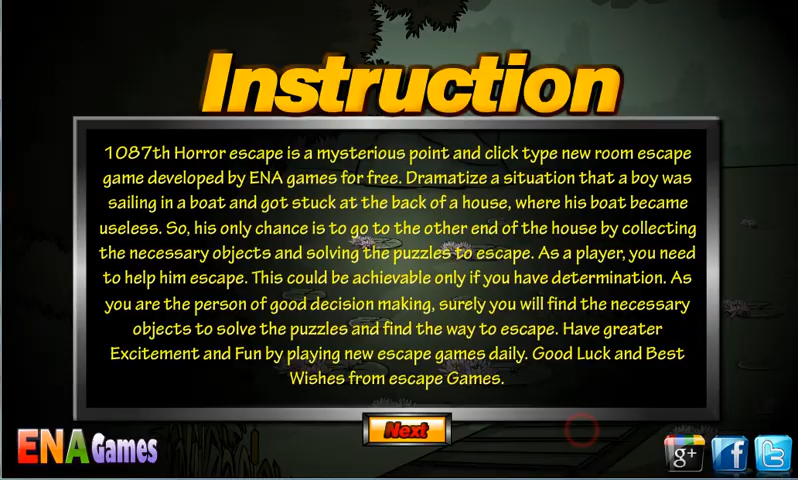 Instruction
1087th Horror escape is a mysterious point and click type new room escape
game developed by ENA games for free. Dramatize a situation that a boy was
sailing in a boat and got stuck at the back of a house, where his boat became
useless. So, his only chance is to go to the other end of the house by collecting
the necessary objects and solving the puzzles to escape. As a player, you need
to help him escape. This could be achievable only if you have determination. As
you are the person of good decision making, surely you will find the necessary
objects to solve the puzzles and find the way to escape. Have greater
Excitement and Fun by playing new escape games daily. Good Luck and Best
Wishes from escape Games.
Next
ENA Games
g+ f t